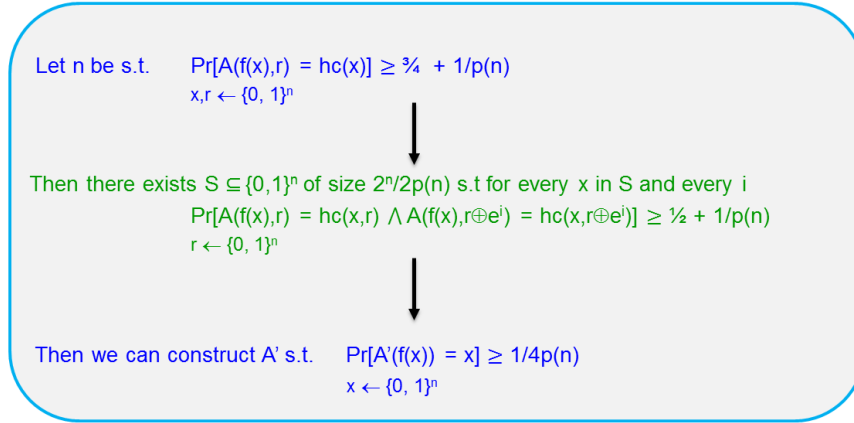 Let n be s.t. Pr[A(f(x),r) = hc(x)] ≥ ¾ + 1/p(n)
x,r ← {0, 1}ⁿ
Then there exists S ⊆ {0,1}ⁿ of size 2ⁿ/2p(n) s.t for every x in S and every i
Pr[A(f(x),r) = hc(x,r) ⋀ A(f(x),r⊕eⁱ) = hc(x,r⊕eⁱ)] ≥ ½ + 1/p(n)
r ← {0, 1}ⁿ
Then we can construct A' s.t. Pr[A'(f(x)) = x] ≥ 1/4p(n)
x ← {0, 1}ⁿ